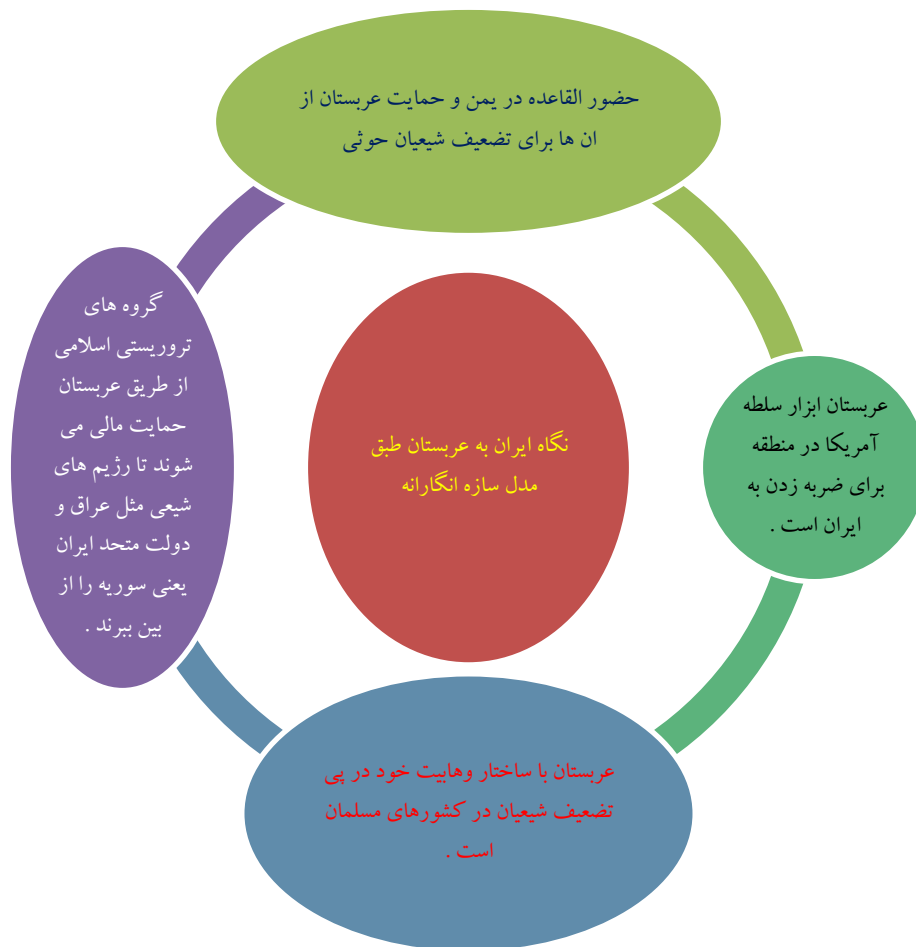 حضور القاعده در یمن و حمایت عربستان از
ان ها برای تضعیف شیعیان حوثی
عربستان ابزار سلطه
آمریکا در منطقه
برای ضربه زدن به
ایران است .
عربستان با ساختار وهابیت خود در پی
تضعیف شیعیان در کشورهای مسلمان
است .
گروه های
تروریستی اسلامی
از طریق عربستان
حمایت مالی می
شوند تا رژیم های
شیعی مثل عراق و
دولت متحد ایران
یعنی سوریه را از
بین ببرند .
نگاه ایران به عربستان طبق
مدل سازه انگارانه